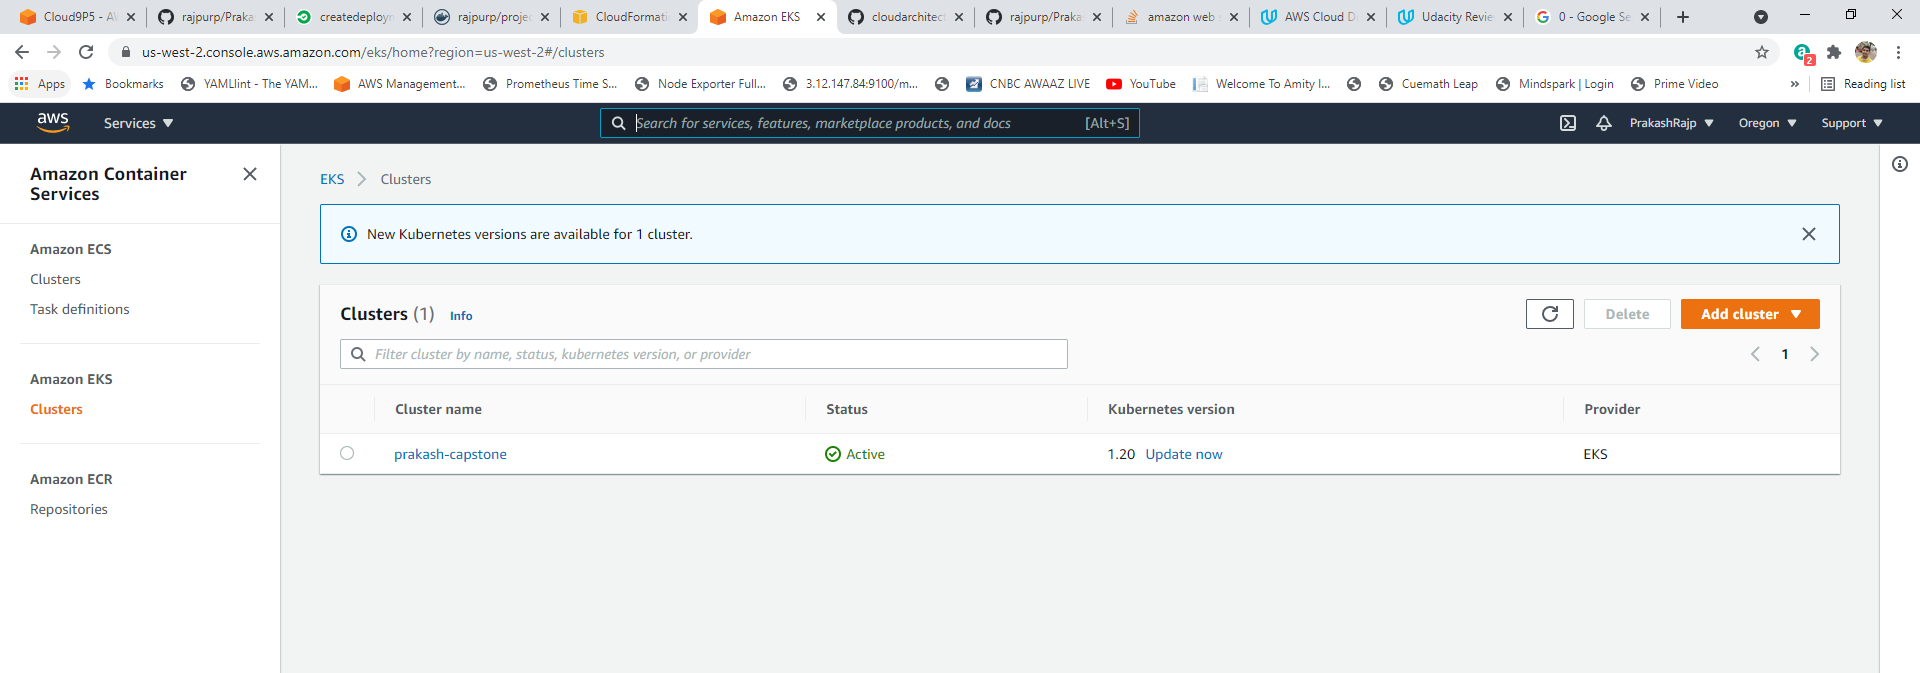 Cloud9P5 - AW
rajpurp/Praka
createdeploym
rajpurp/projec
CloudFormati
Amazon EKS
cloudarchitect
rajpurp/Praka
amazon web s
AWS Cloud D
Udacity Revie
0 - Google Se
us-west-2.console.aws.amazon.com/eks/home?region=us-west-2#/clusters
2
Apps
Bookmarks
YAMLlint - The YAM...
AWS Management...
Prometheus Time S...
Node Exporter Full...
3.12.147.84:9100/m...
CNBC AWAAZ LIVE
YouTube
Welcome To Amity I...
Cuemath Leap
Mindspark | Login
Prime Video
»
Reading list
aws
Services
Search for services, features, marketplace products, and docs
[Alt+S]
PrakashRajp
Oregon
Support
Amazon Container
Services
Amazon ECS
Clusters
Task definitions
Amazon EKS
Clusters
Amazon ECR
Repositories
EKS > Clusters
New Kubernetes versions are available for 1 cluster.
Clusters (1) Info
Delete
Add cluster
Filter cluster by name, status, kubernetes version, or provider
1
Cluster name Status Kubernetes version Provider
prakash-capstone Active 1.20 Update now EKS